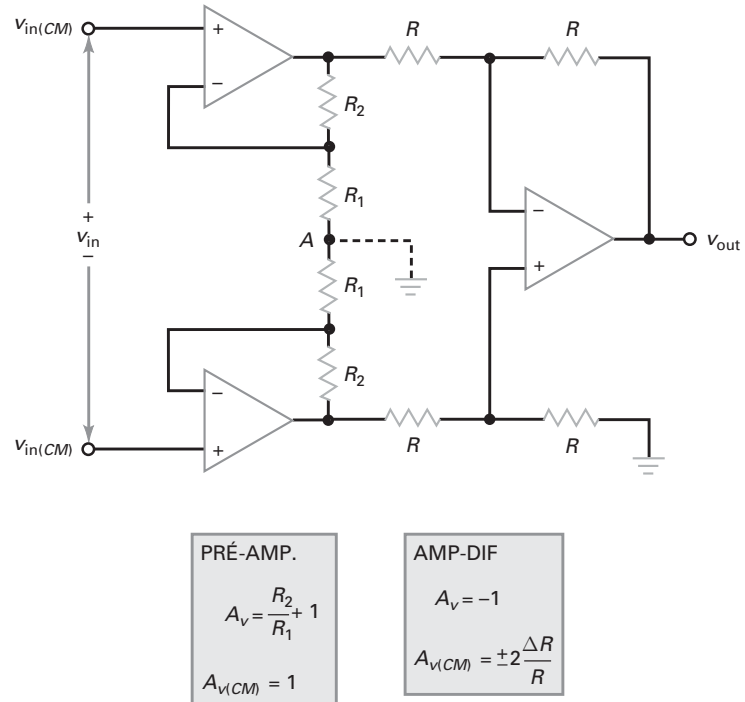 v_in(CM)
+
R
R
−
R_2
R_1
−
+ v_in −
A
v_out
+
R_1
−
R_2
+
v_in(CM)
R
R
PRÉ-AMP.
A_v = R_2/R_1 + 1
A_v(CM) = 1
AMP-DIF
A_v = −1
A_v(CM) = ±2 ΔR/R